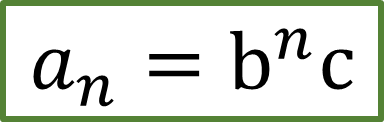 aₙ = bⁿc